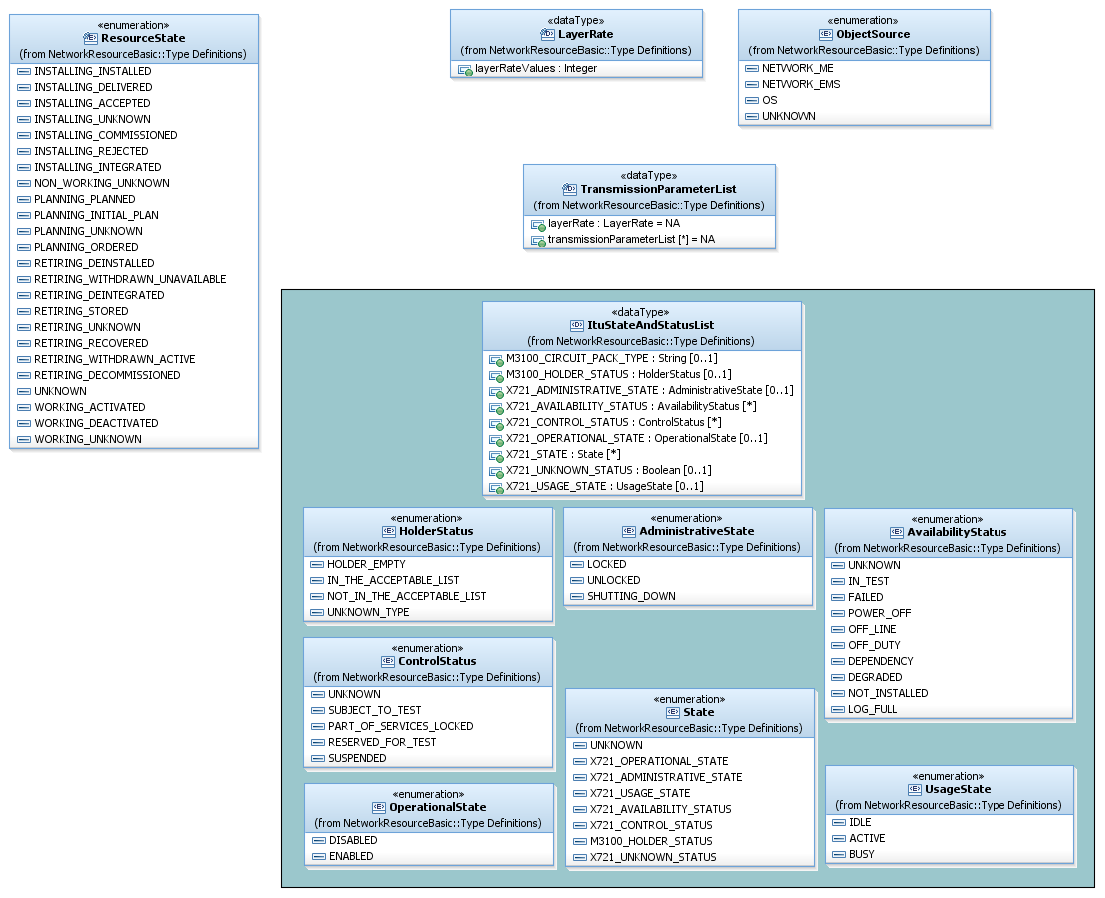 «enumeration»
ResourceState
(from NetworkResourceBasic::Type Definitions)
INSTALLING_INSTALLED
INSTALLING_DELIVERED
INSTALLING_ACCEPTED
INSTALLING_UNKNOWN
INSTALLING_COMMISSIONED
INSTALLING_REJECTED
INSTALLING_INTEGRATED
NON_WORKING_UNKNOWN
PLANNING_PLANNED
PLANNING_INITIAL_PLAN
PLANNING_UNKNOWN
PLANNING_ORDERED
RETIRING_DEINSTALLED
RETIRING_WITHDRAWN_UNAVAILABLE
RETIRING_DEINTEGRATED
RETIRING_STORED
RETIRING_UNKNOWN
RETIRING_RECOVERED
RETIRING_WITHDRAWN_ACTIVE
RETIRING_DECOMMISSIONED
UNKNOWN
WORKING_ACTIVATED
WORKING_DEACTIVATED
WORKING_UNKNOWN
«dataType»
LayerRate
(from NetworkResourceBasic::Type Definitions)
layerRateValues : Integer
«enumeration»
ObjectSource
(from NetworkResourceBasic::Type Definitions)
NETWORK_ME
NETWORK_EMS
OS
UNKNOWN
«dataType»
TransmissionParameterList
(from NetworkResourceBasic::Type Definitions)
layerRate : LayerRate = NA
transmissionParameterList [*] = NA
«dataType»
ItuStateAndStatusList
(from NetworkResourceBasic::Type Definitions)
M3100_CIRCUIT_PACK_TYPE : String [0..1]
M3100_HOLDER_STATUS : HolderStatus [0..1]
X721_ADMINISTRATIVE_STATE : AdministrativeState [0..1]
X721_AVAILABILITY_STATUS : AvailabilityStatus [*]
X721_CONTROL_STATUS : ControlStatus [*]
X721_OPERATIONAL_STATE : OperationalState [0..1]
X721_STATE : State [*]
X721_UNKNOWN_STATUS : Boolean [0..1]
X721_USAGE_STATE : UsageState [0..1]
«enumeration»
HolderStatus
(from NetworkResourceBasic::Type Definitions)
HOLDER_EMPTY
IN_THE_ACCEPTABLE_LIST
NOT_IN_THE_ACCEPTABLE_LIST
UNKNOWN_TYPE
«enumeration»
AdministrativeState
(from NetworkResourceBasic::Type Definitions)
LOCKED
UNLOCKED
SHUTTING_DOWN
«enumeration»
AvailabilityStatus
(from NetworkResourceBasic::Type Definitions)
UNKNOWN
IN_TEST
FAILED
POWER_OFF
OFF_LINE
OFF_DUTY
DEPENDENCY
DEGRADED
NOT_INSTALLED
LOG_FULL
«enumeration»
ControlStatus
(from NetworkResourceBasic::Type Definitions)
UNKNOWN
SUBJECT_TO_TEST
PART_OF_SERVICES_LOCKED
RESERVED_FOR_TEST
SUSPENDED
«enumeration»
State
(from NetworkResourceBasic::Type Definitions)
UNKNOWN
X721_OPERATIONAL_STATE
X721_ADMINISTRATIVE_STATE
X721_USAGE_STATE
X721_AVAILABILITY_STATUS
X721_CONTROL_STATUS
M3100_HOLDER_STATUS
X721_UNKNOWN_STATUS
«enumeration»
OperationalState
(from NetworkResourceBasic::Type Definitions)
DISABLED
ENABLED
«enumeration»
UsageState
(from NetworkResourceBasic::Type Definitions)
IDLE
ACTIVE
BUSY